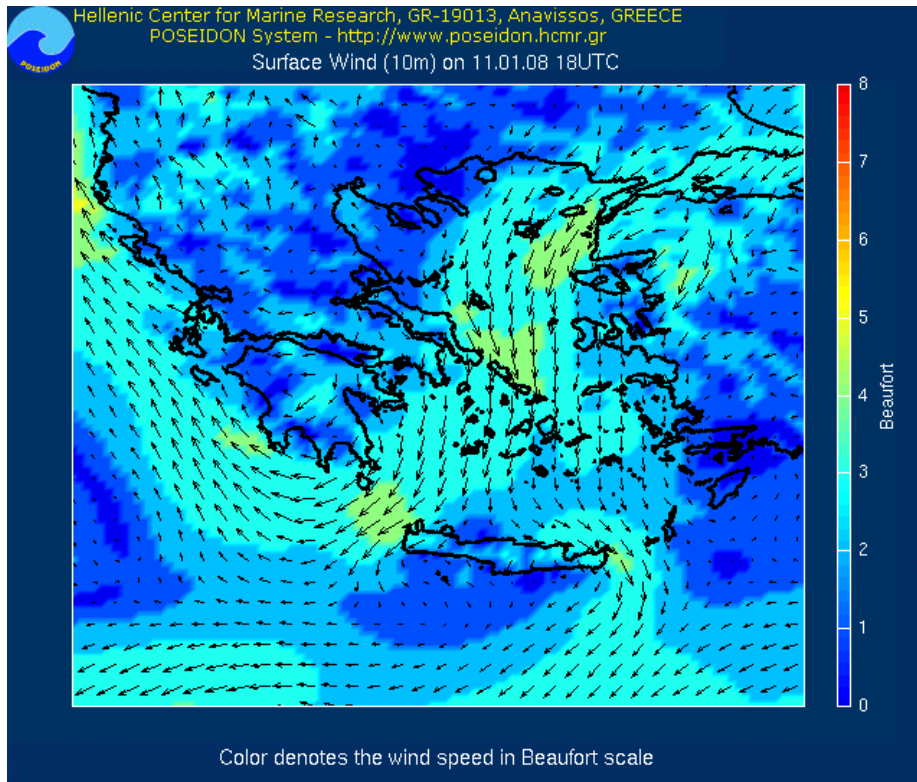 Hellenic Center for Marine Research, GR-19013, Anavissos, GREECE
POSEIDON System - http://www.poseidon.hcmr.gr
POSEIDON
Surface Wind (10m) on 11.01.08 18UTC
8
7
6
5
4
3
2
1
0
Beaufort
Color denotes the wind speed in Beaufort scale